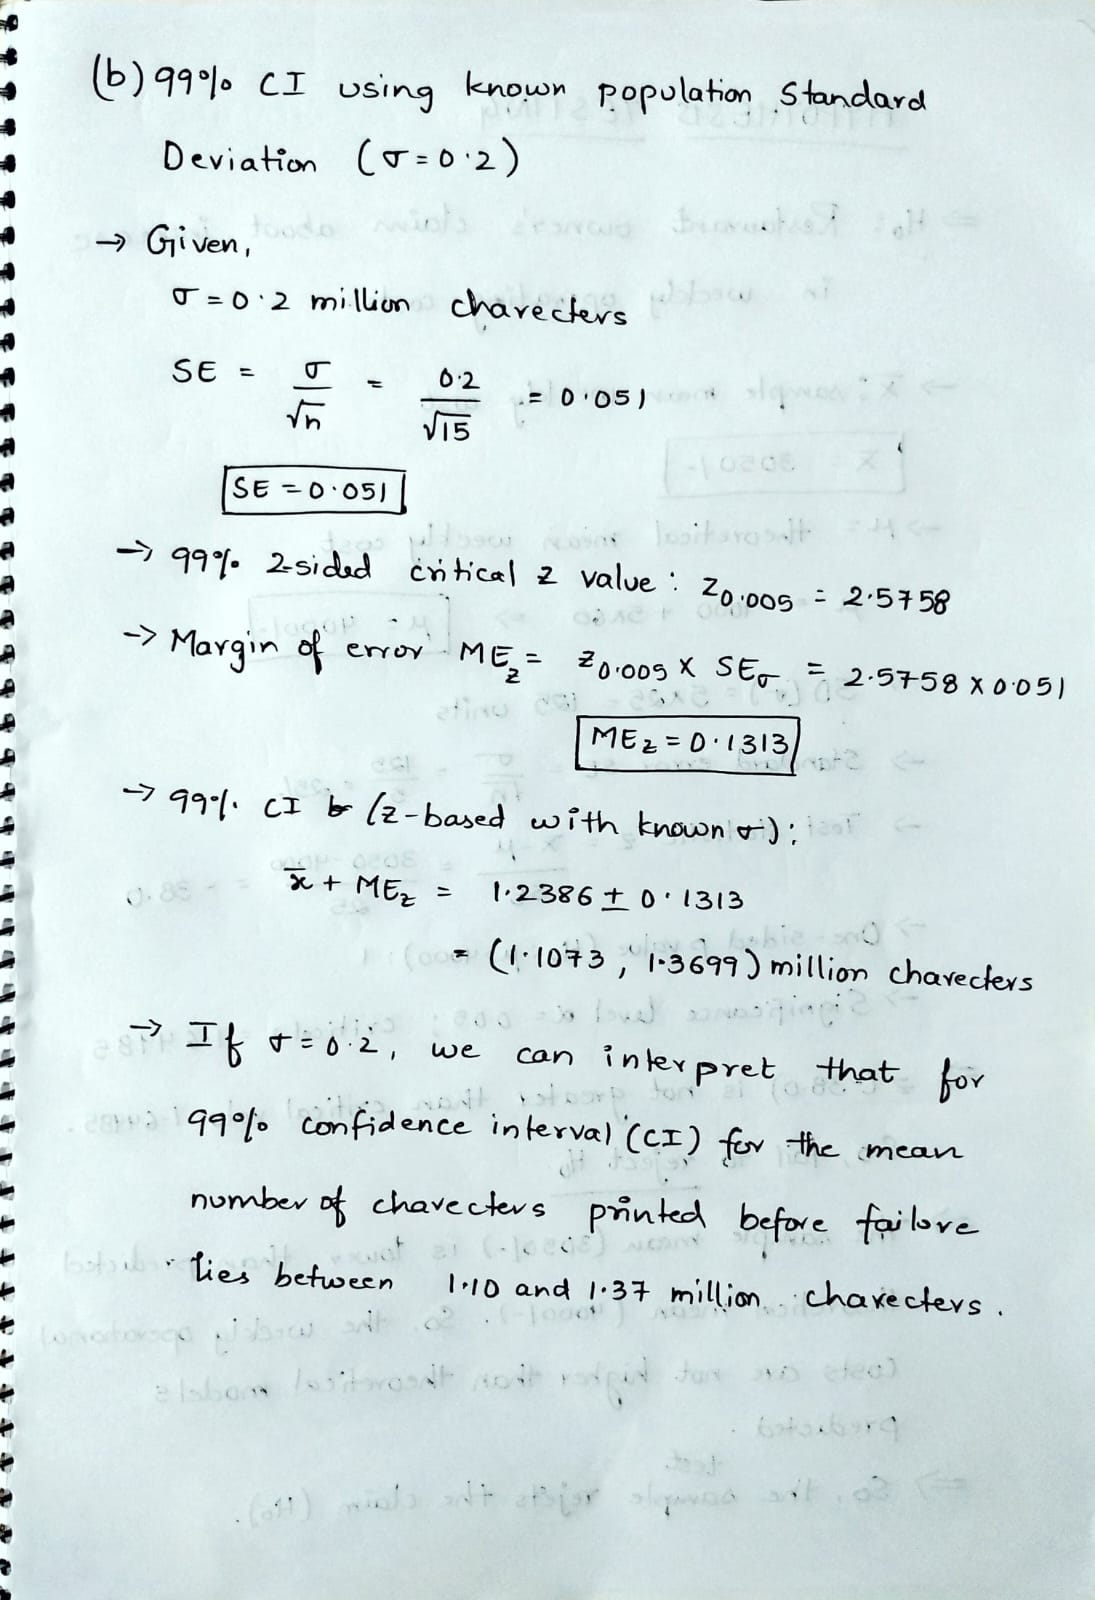 (b) 99% CI using known population Standard
Deviation (σ = 0.2)
→ Given,
σ = 0.2 million charecters
SE = σ/√n = 0.2/√15 = 0.051
SE = 0.051
→ 99% 2-sided critical z value : Z0.005 = 2.5758
→ Margin of error MEz = Z0.005 X SEσ = 2.5758 X 0.051
MEz = 0.1313
→ 99% CI (z-based with known σ):
x̄ + MEz = 1.2386 ± 0.1313
= (1.1073, 1.3699) million charecters
→ If σ = 0.2, we can interpret that for
99% confidence interval (CI) for the mean
number of charecters printed before failure
lies between 1.10 and 1.37 million charecters.